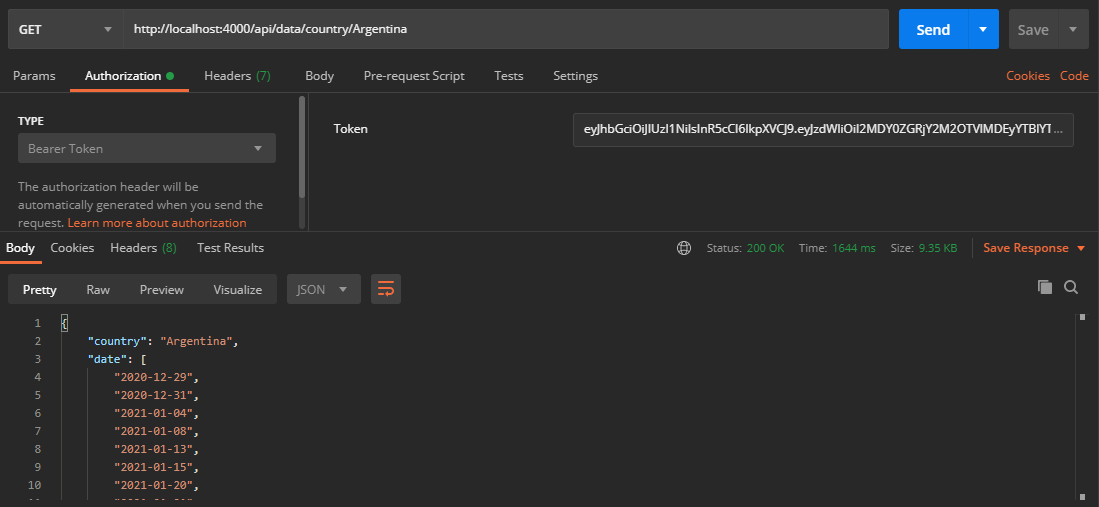 GET http://localhost:4000/api/data/country/Argentina Send Save
Params Authorization Headers (7) Body Pre-request Script Tests Settings Cookies Code
TYPE
Bearer Token
The authorization header will be
automatically generated when you send the
request. Learn more about authorization
Token
Body Cookies Headers (8) Test Results Status: 200 OK Time: 1644 ms Size: 9.35 KB Save Response
Pretty Raw Preview Visualize JSON
1 {
2 "country": "Argentina",
3 "date": [
4 "2020-12-29",
5 "2020-12-31",
6 "2021-01-04",
7 "2021-01-08",
8 "2021-01-13",
9 "2021-01-15",
10 "2021-01-20",